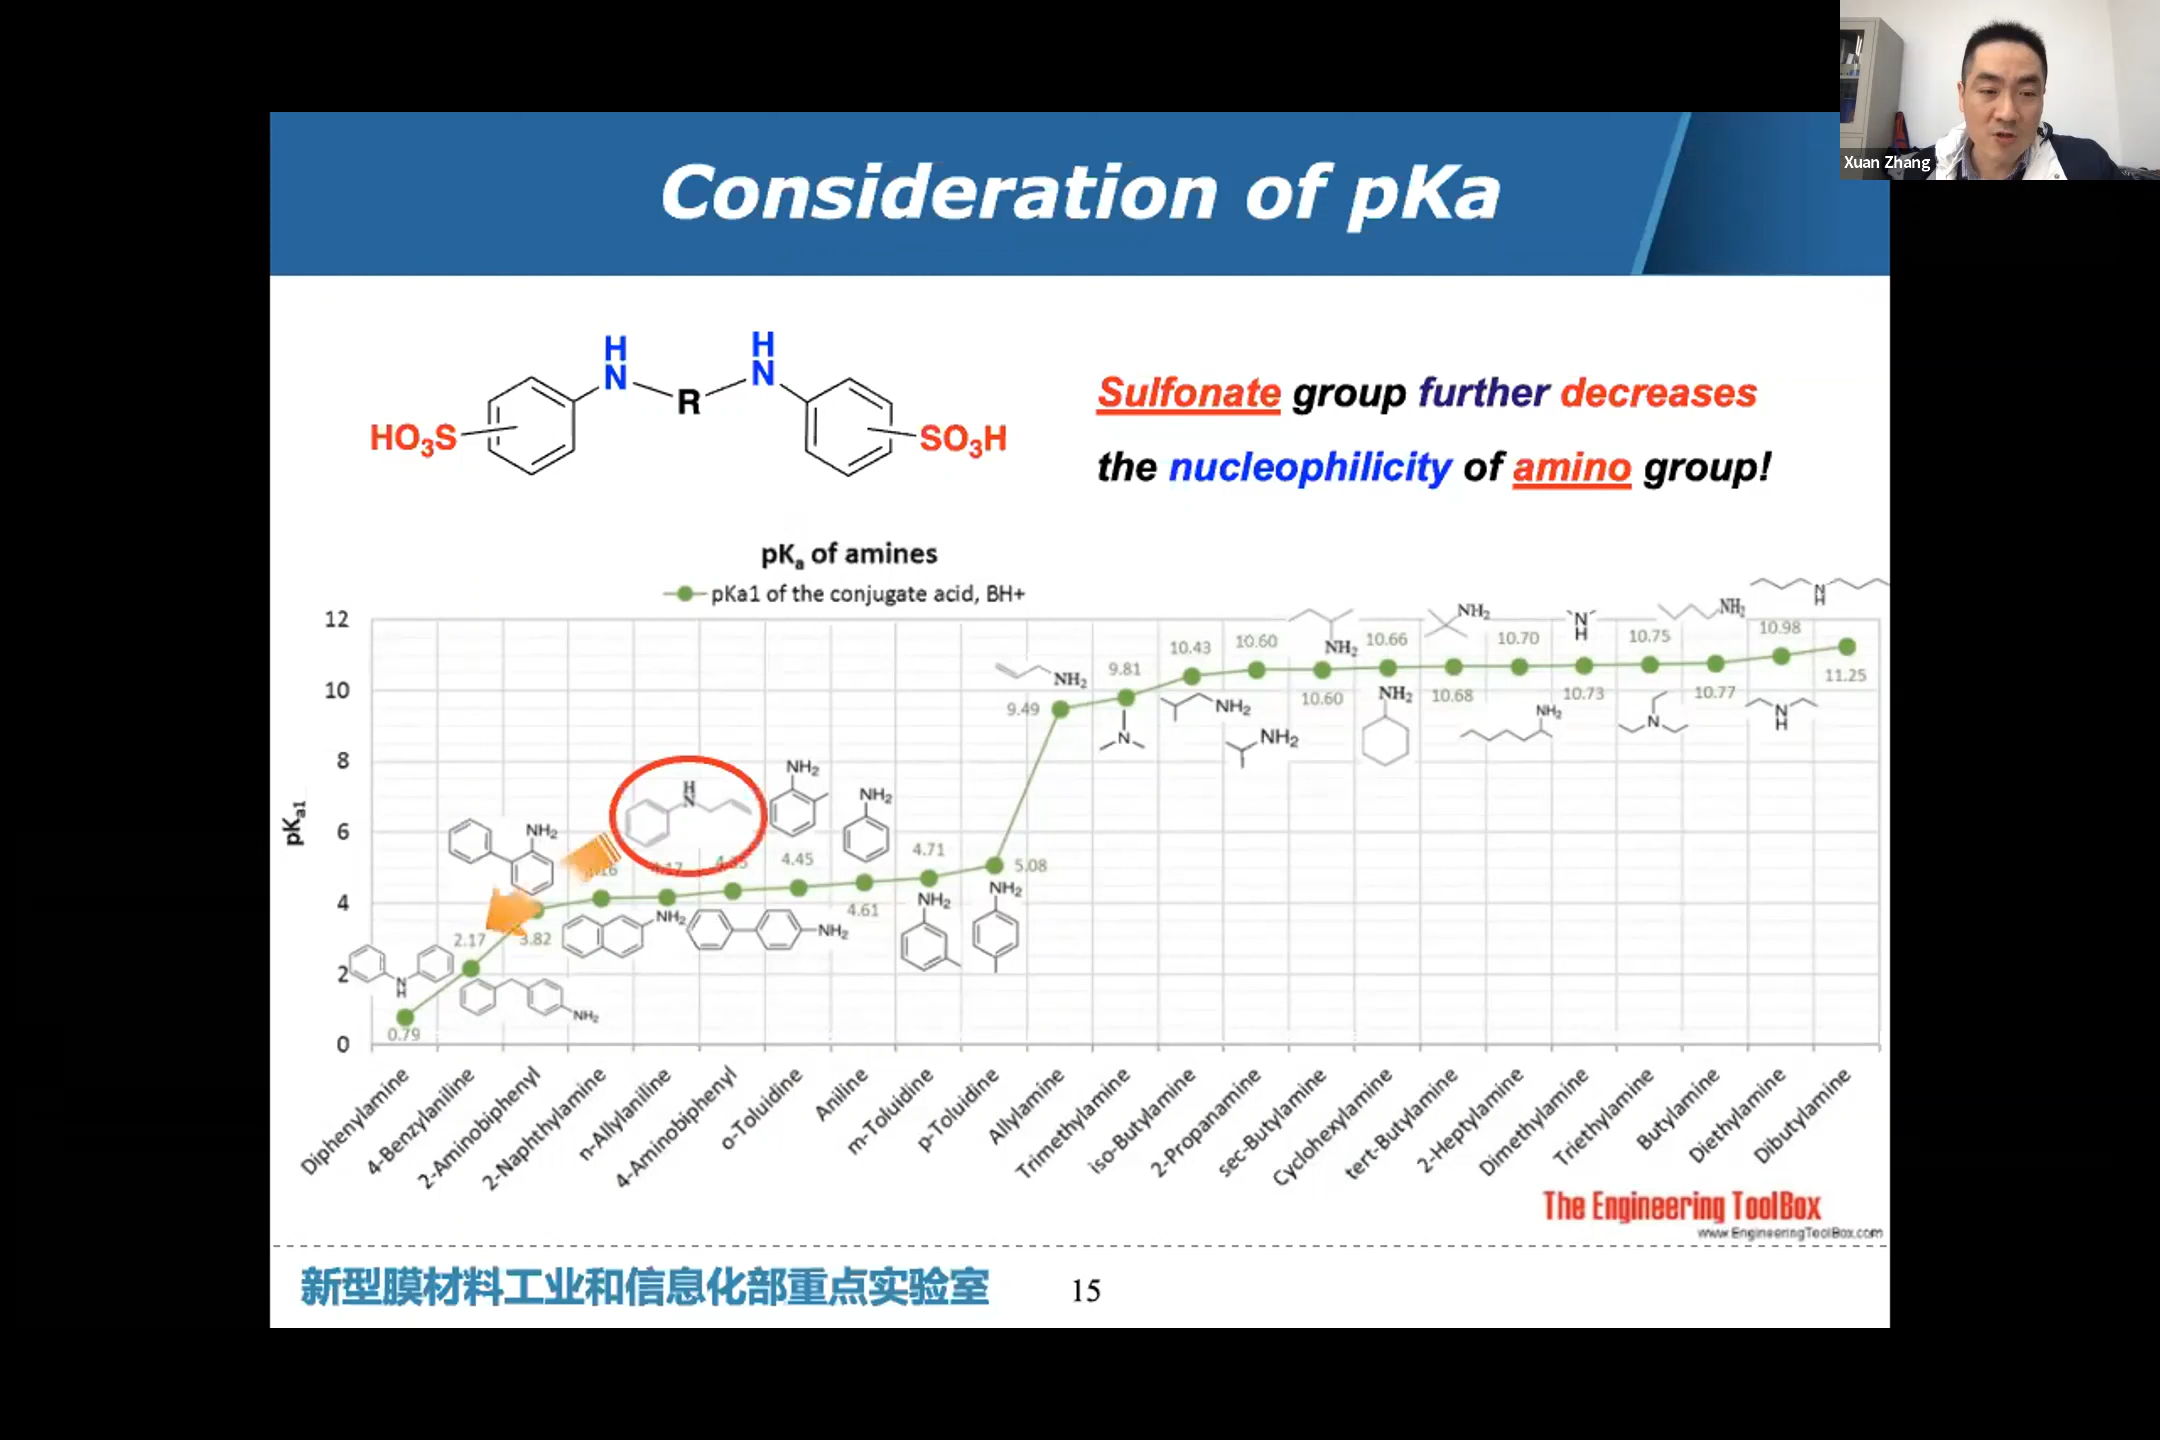 Xuan Zhang
Consideration of pKa
H
N
R
H
N
HO3S
SO3H
Sulfonate group further decreases
the nucleophilicity of amino group!
pKa of amines
pKa1 of the conjugate acid, BH+
12
10
8
6
4
2
0
pKa1
0.79
2.17
3.82
4.45
4.61
4.71
5.08
9.49
9.81
10.43
10.60
10.60
10.66
10.68
10.70
10.73
10.75
10.77
10.98
11.25
N
H
NH2
NH2
NH2
H
N
NH2
NH2
NH2
NH2
NH2
NH2
N
NH2
NH2
NH2
NH2
NH2
NH2
N
H
N
NH2
N
H
N
H
Diphenylamine
4-Benzylaniline
2-Aminobiphenyl
2-Naphthylamine
n-Allylaniline
4-Aminobiphenyl
o-Toluidine
Aniline
m-Toluidine
p-Toluidine
Allylamine
Trimethylamine
iso-Butylamine
2-Propanamine
sec-Butylamine
Cyclohexylamine
tert-Butylamine
2-Heptylamine
Dimethylamine
Triethylamine
Butylamine
Diethylamine
Dibutylamine
The Engineering ToolBox
www.EngineeringToolBox.com
新型膜材料工业和信息化部重点实验室
15